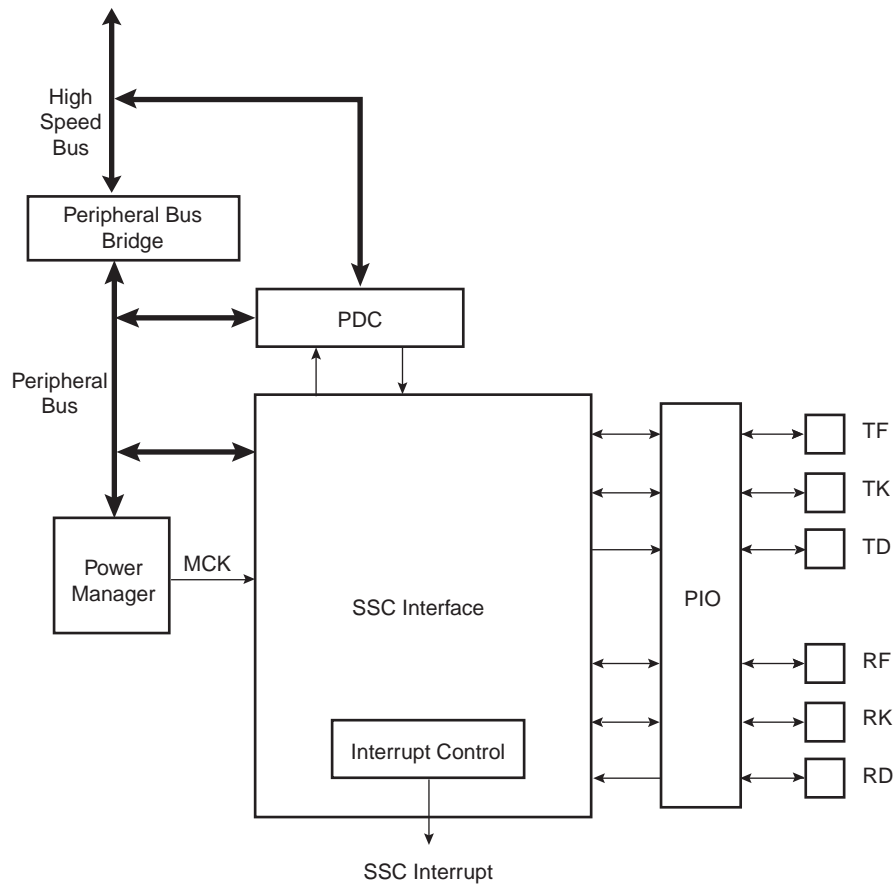 High
Speed
Bus
Peripheral Bus
Bridge
PDC
Peripheral
Bus
TF
TK
TD
Power
Manager
MCK
SSC Interface
PIO
RF
RK
RD
Interrupt Control
SSC Interrupt